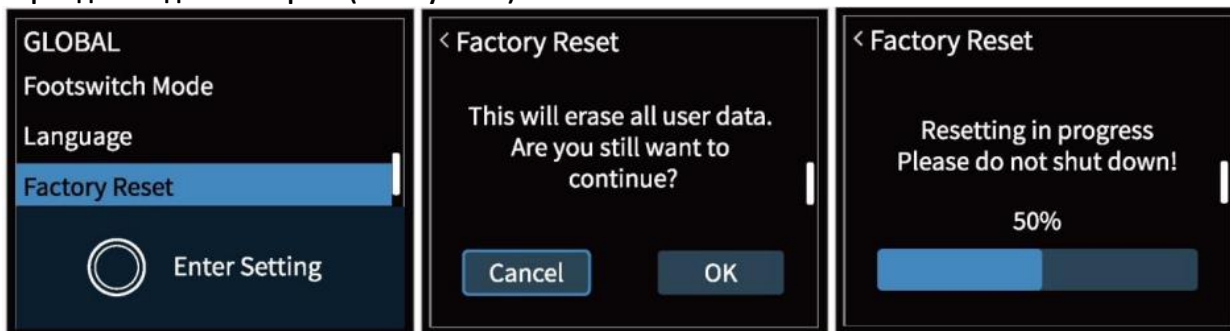 GLOBAL
Footswitch Mode
Language
Factory Reset
Enter Setting
< Factory Reset
This will erase all user data.
Are you still want to
continue?
Cancel
OK
< Factory Reset
Resetting in progress
Please do not shut down!
50%